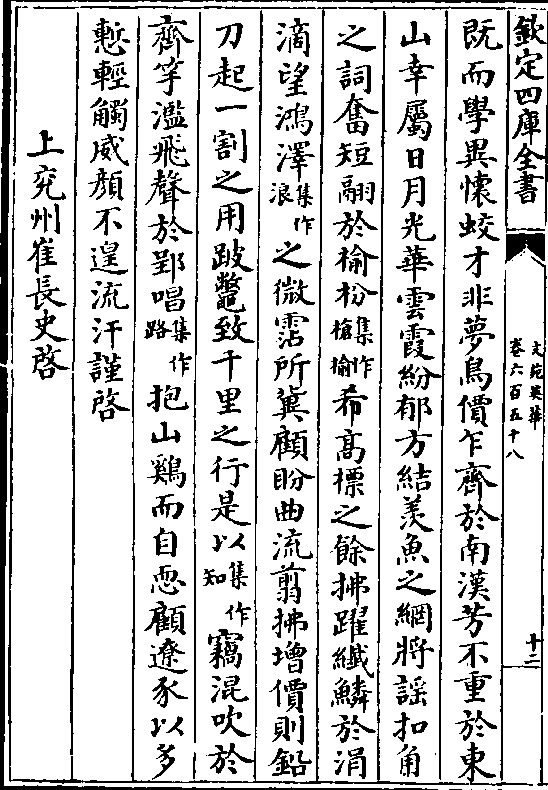 欽定四庫全書
文苑英華
卷六百五十八
十二
既而學異懷蛟才非夢鳥價乍齊於南漢芳不重於東
山幸屬日月光華雲霞紛郁方結羨魚之網將謡扣角
之詞奮短翮於榆枌集作槍榆希高標之餘拂躍纖鱗於涓
滴望鴻澤集作浪之微霑所兾顧盼曲流翦拂增價則鉛
刀起一割之用跛鼈致千里之行是以集作知竊混吹於
齊竽濫飛聲於郢唱集作路抱山鷄而自恧顧遼豕以多
慙輕觸威顔不遑流汗謹啓
上兖州崔長史啓